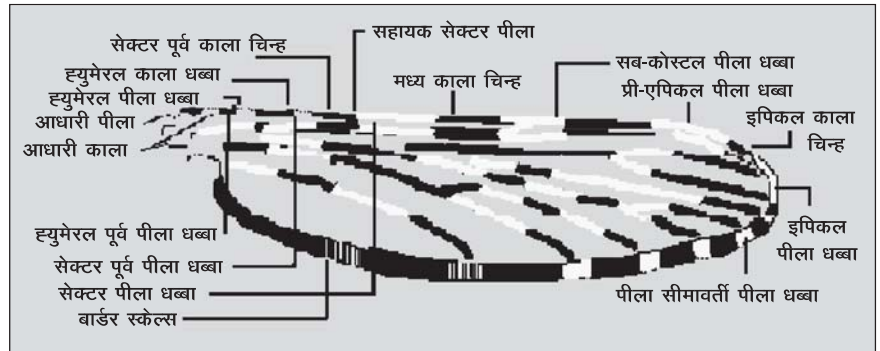 सहायक सेक्टर पीला
सेक्टर पूर्व काला चिन्ह
सब-कोस्टल पीला धब्बा
ह्युमेरल काला धब्बा
मध्य काला चिन्ह
प्री-एपिकल पीला धब्बा
ह्युमेरल पीला धब्बा
आधारी पीला
इपिकल काला
चिन्ह
आधारी काला
ह्युमेरल पूर्व पीला धब्बा
इपिकल
पीला धब्बा
सेक्टर पूर्व पीला धब्बा
सेक्टर पीला धब्बा
पीला सीमावर्ती पीला धब्बा
बार्डर स्केल्स